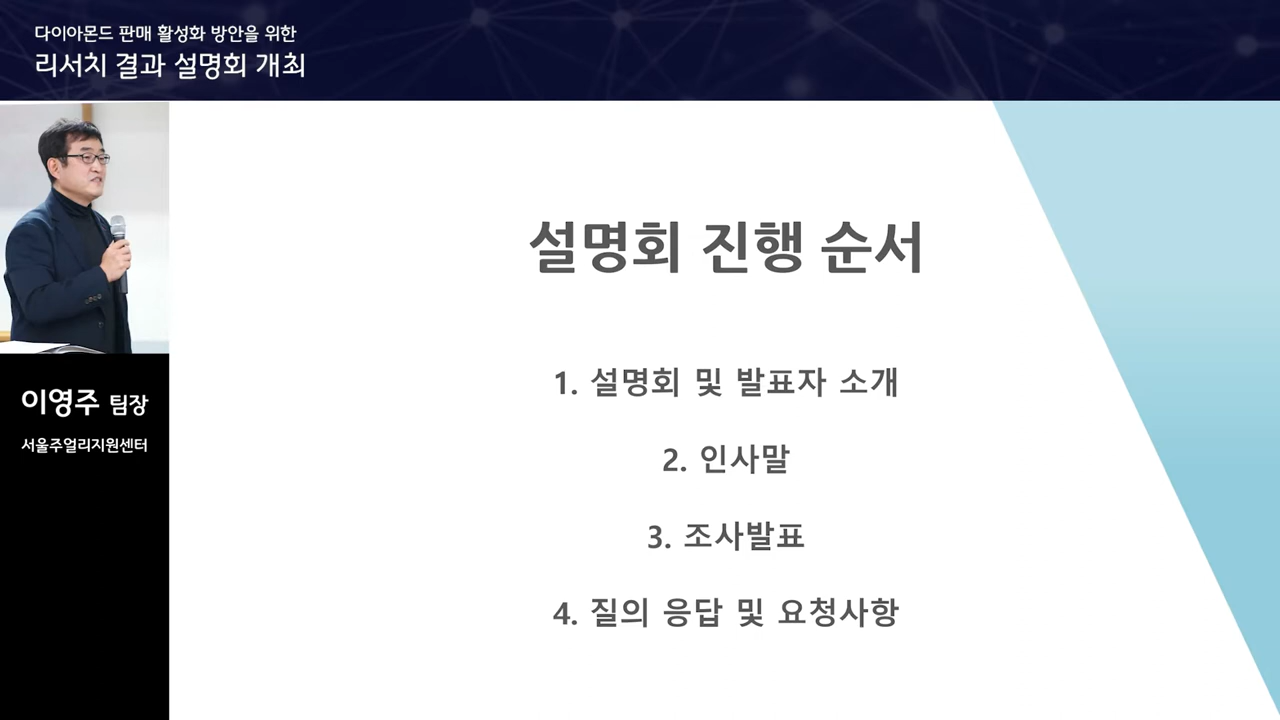 다이아몬드 판매 활성화 방안을 위한
리서치 결과 설명회 개최
이영주 팀장
서울주얼리지원센터
설명회 진행 순서
1. 설명회 및 발표자 소개
2. 인사말
3. 조사발표
4. 질의 응답 및 요청사항